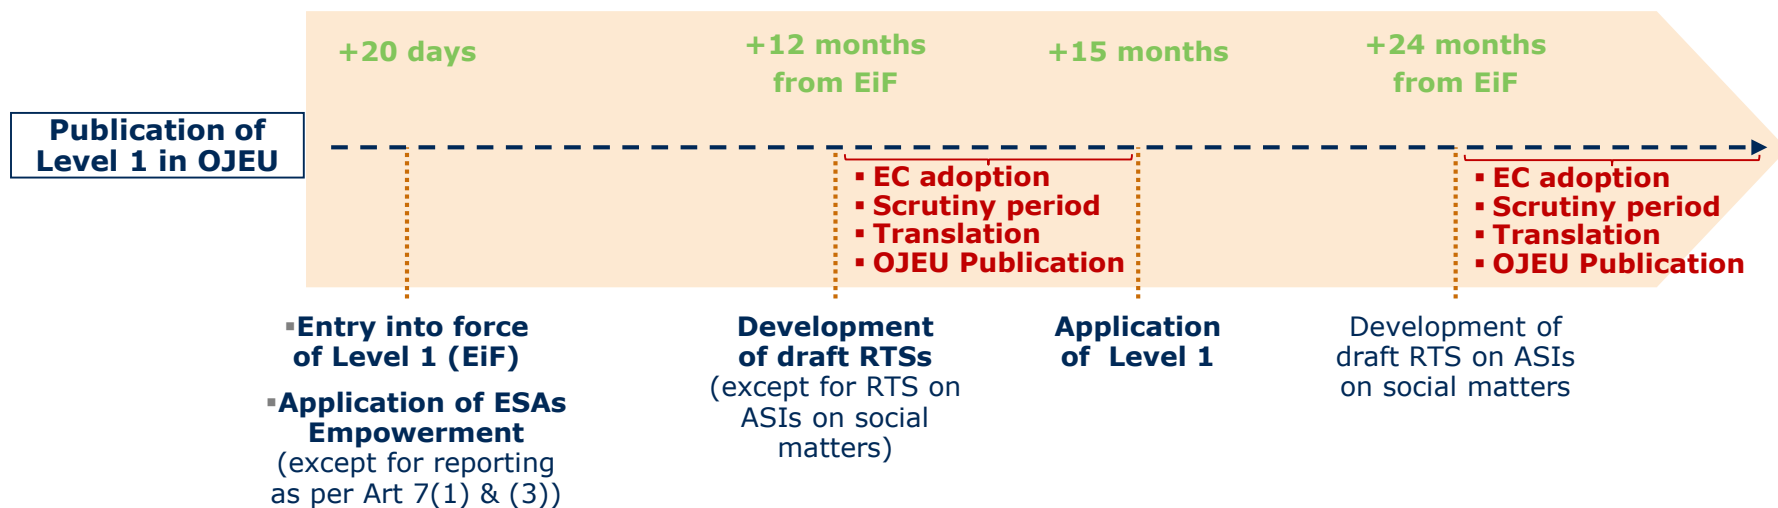 +20 days
+12 months
from EiF
+15 months
+24 months
from EiF
Publication of
Level 1 in OJEU
▪ EC adoption
▪ Scrutiny period
▪ Translation
▪ OJEU Publication
▪ EC adoption
▪ Scrutiny period
▪ Translation
▪ OJEU Publication
▪Entry into force
of Level 1 (EiF)
▪Application of ESAs
Empowerment
(except for reporting
as per Art 7(1) & (3))
Development
of draft RTSs
(except for RTS on
ASIs on social
matters)
Application
of Level 1
Development of
draft RTS on ASIs
on social matters